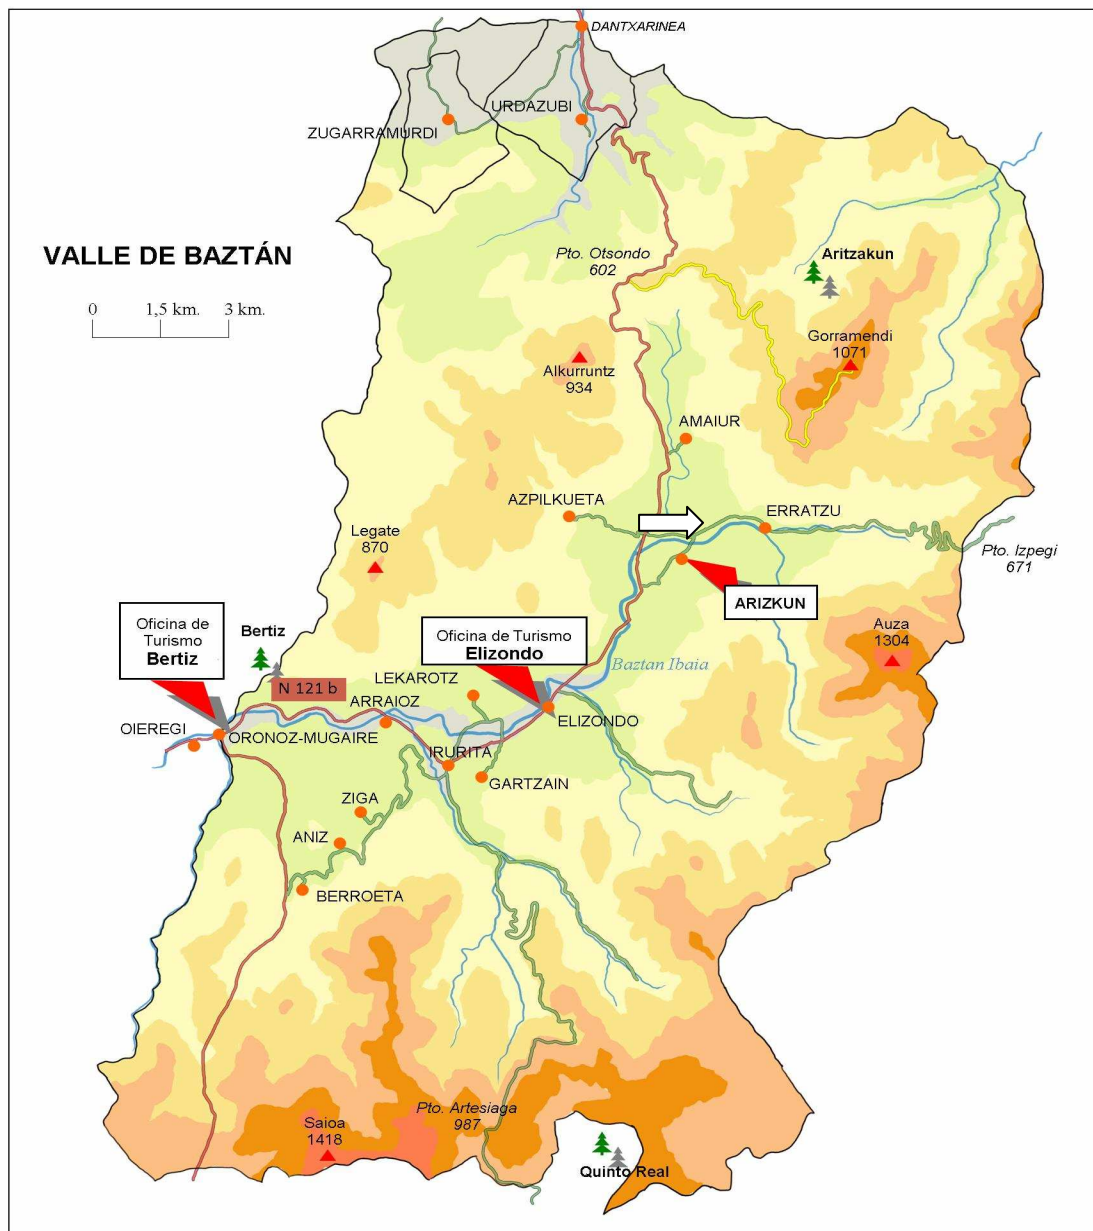 DANTXARINEA
URDAZUBI
ZUGARRAMURDI
VALLE DE BAZTÁN
0 1,5 km. 3 km.
Pto. Otsondo
602
Aritzakun
Gorramendi
1071
Alkurruntz
934
AMAIUR
AZPILKUETA
ERRATZU
Legate
870
Pto. Izpegi
671
ARIZKUN
Oficina de
Turismo
Bertiz
Bertiz
Oficina de Turismo
Elizondo
Auza
1304
Baztan Ibaia
LEKAROTZ
N 121 b
ARRAIOZ
ELIZONDO
OIEREGI
ORONOZ-MUGAIRE
IRURITA
GARTZAIN
ZIGA
ANIZ
BERROETA
Pto. Artesiaga
987
Saioa
1418
Quinto Real